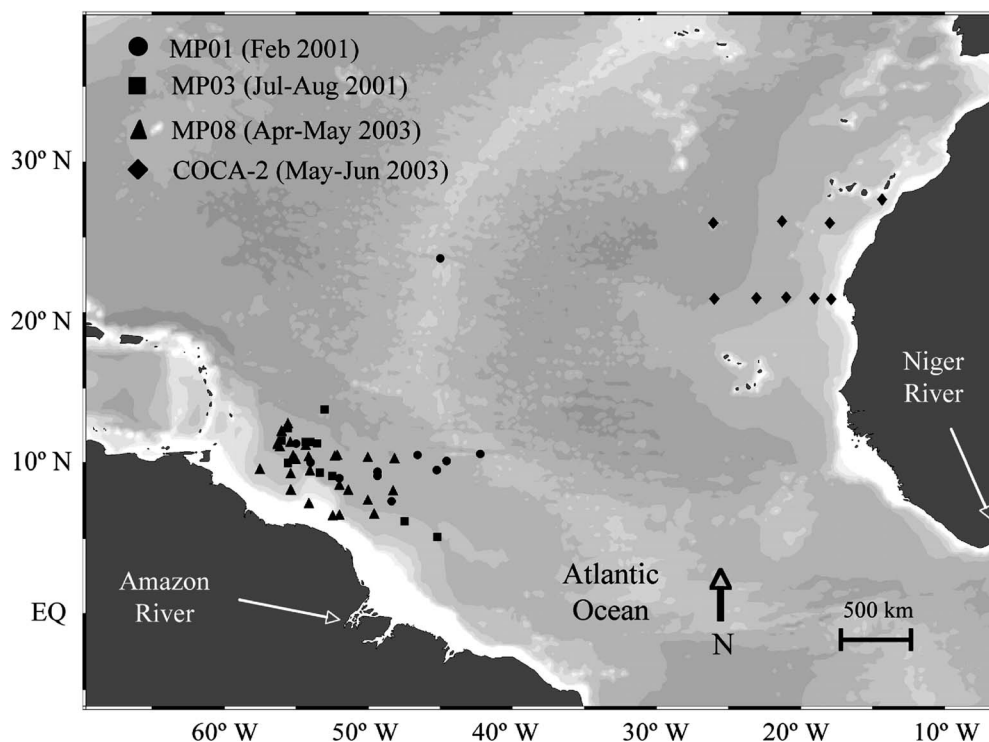 MP01 (Feb 2001)
MP03 (Jul-Aug 2001)
MP08 (Apr-May 2003)
COCA-2 (May-Jun 2003)
30º N
20º N
10º N
EQ
Niger
River
Amazon
River
Atlantic
Ocean
N
500 km
60º W
50º W
40º W
30º W
20º W
10º W